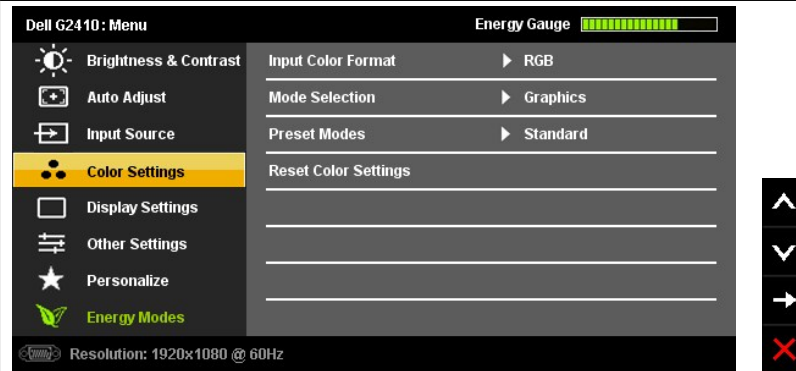 Dell G2410: Menu
Energy Gauge
Brightness & Contrast
Input Color Format
RGB
Auto Adjust
Mode Selection
Graphics
Input Source
Preset Modes
Standard
Color Settings
Reset Color Settings
Display Settings
Other Settings
Personalize
Energy Modes
Resolution: 1920x1080 @ 60Hz